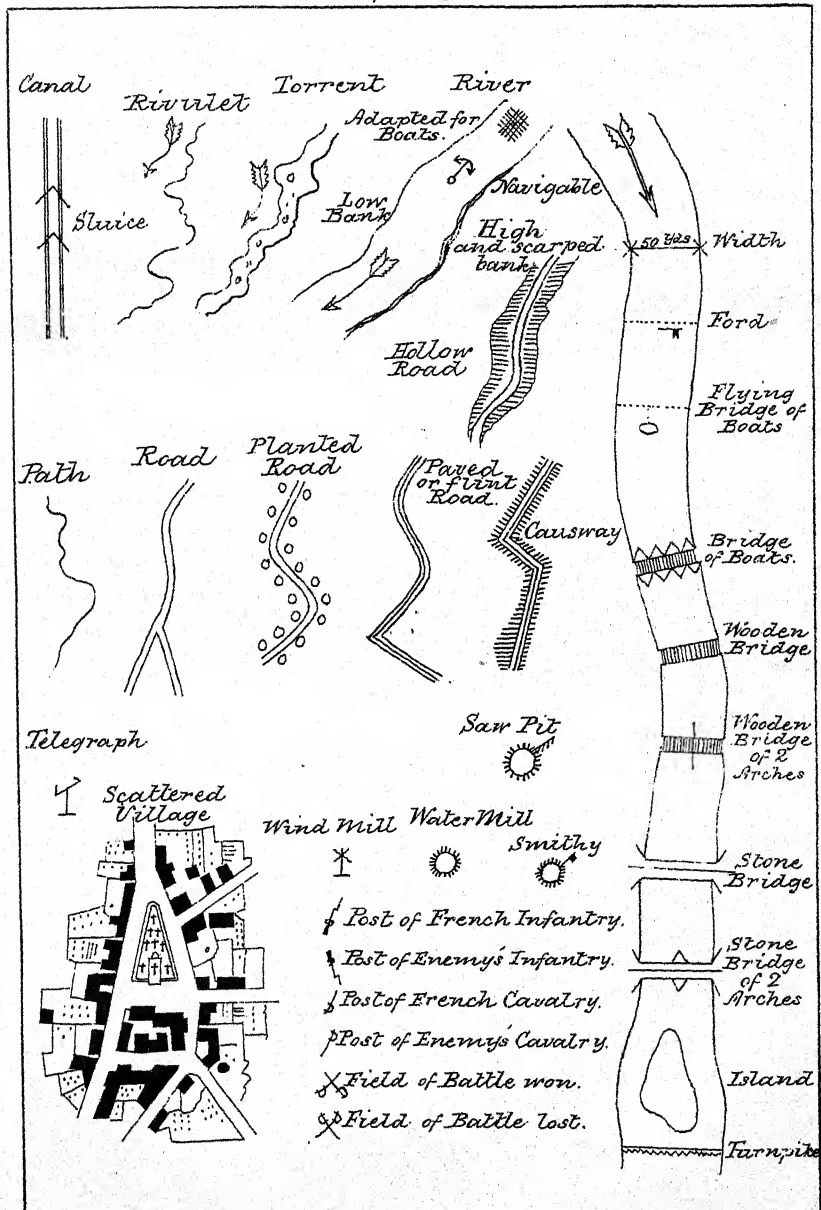 Canal
Rivulet
Torrent
River
Adapted for
Boats.
Sluice
Low
Bank
Navigable
High
and scarped
bank
50 Yds
Width
Ford
Hollow
Road
Flying
Bridge of
Boats
Path
Road
Planted
Road
Paved
or flint
Road.
Causway
Bridge
of Boats.
Wooden
Bridge
Wooden
Bridge
of 2
Arches
Telegraph
Saw Pit
Scattered
Village
Wind Mill
Water Mill
Smithy
Stone
Bridge
Post of French Infantry.
Post of Enemy's Infantry.
Post of French Cavalry.
Post of Enemy's Cavalry.
Field of Battle won.
Field of Battle lost.
Stone
Bridge
of 2
Arches
Island
Turnpike